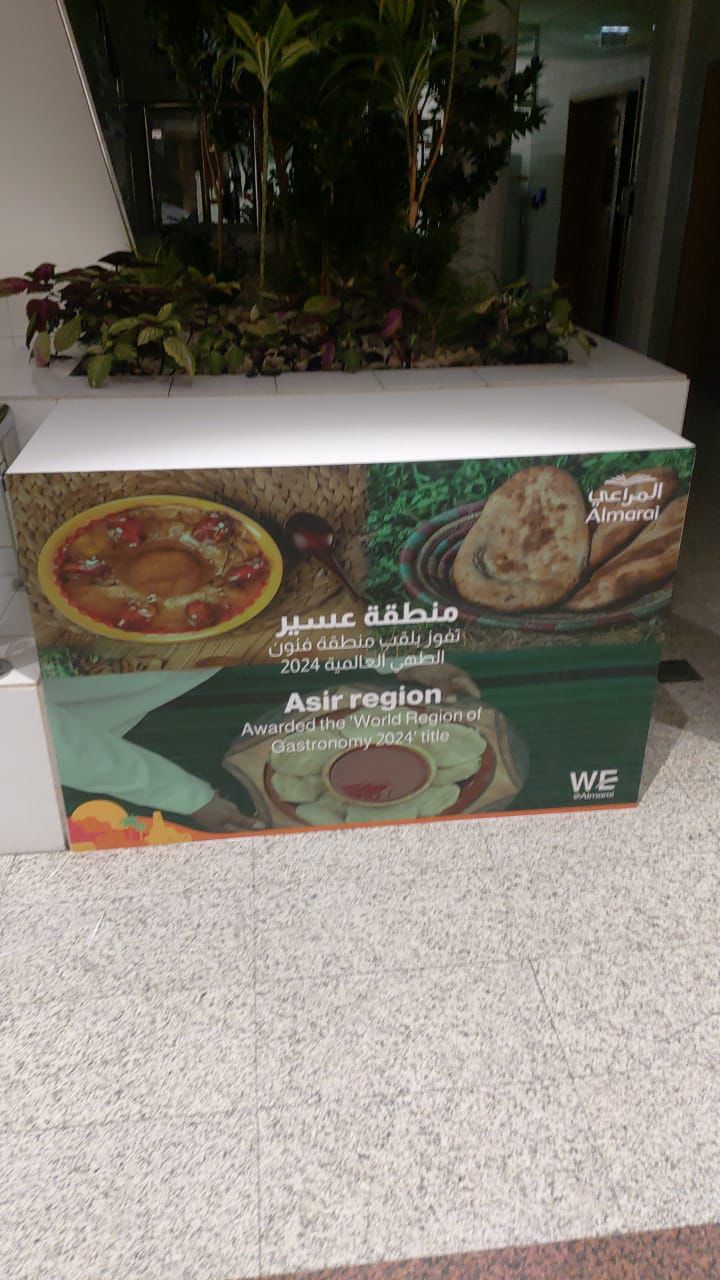 المراعي
Almarai
منطقة عسير
تفوز بلقب منطقة فنون
الطهي العالمية 2024
Asir region
Awarded the 'World Region of
Gastronomy 2024' title
WE
@Almarai